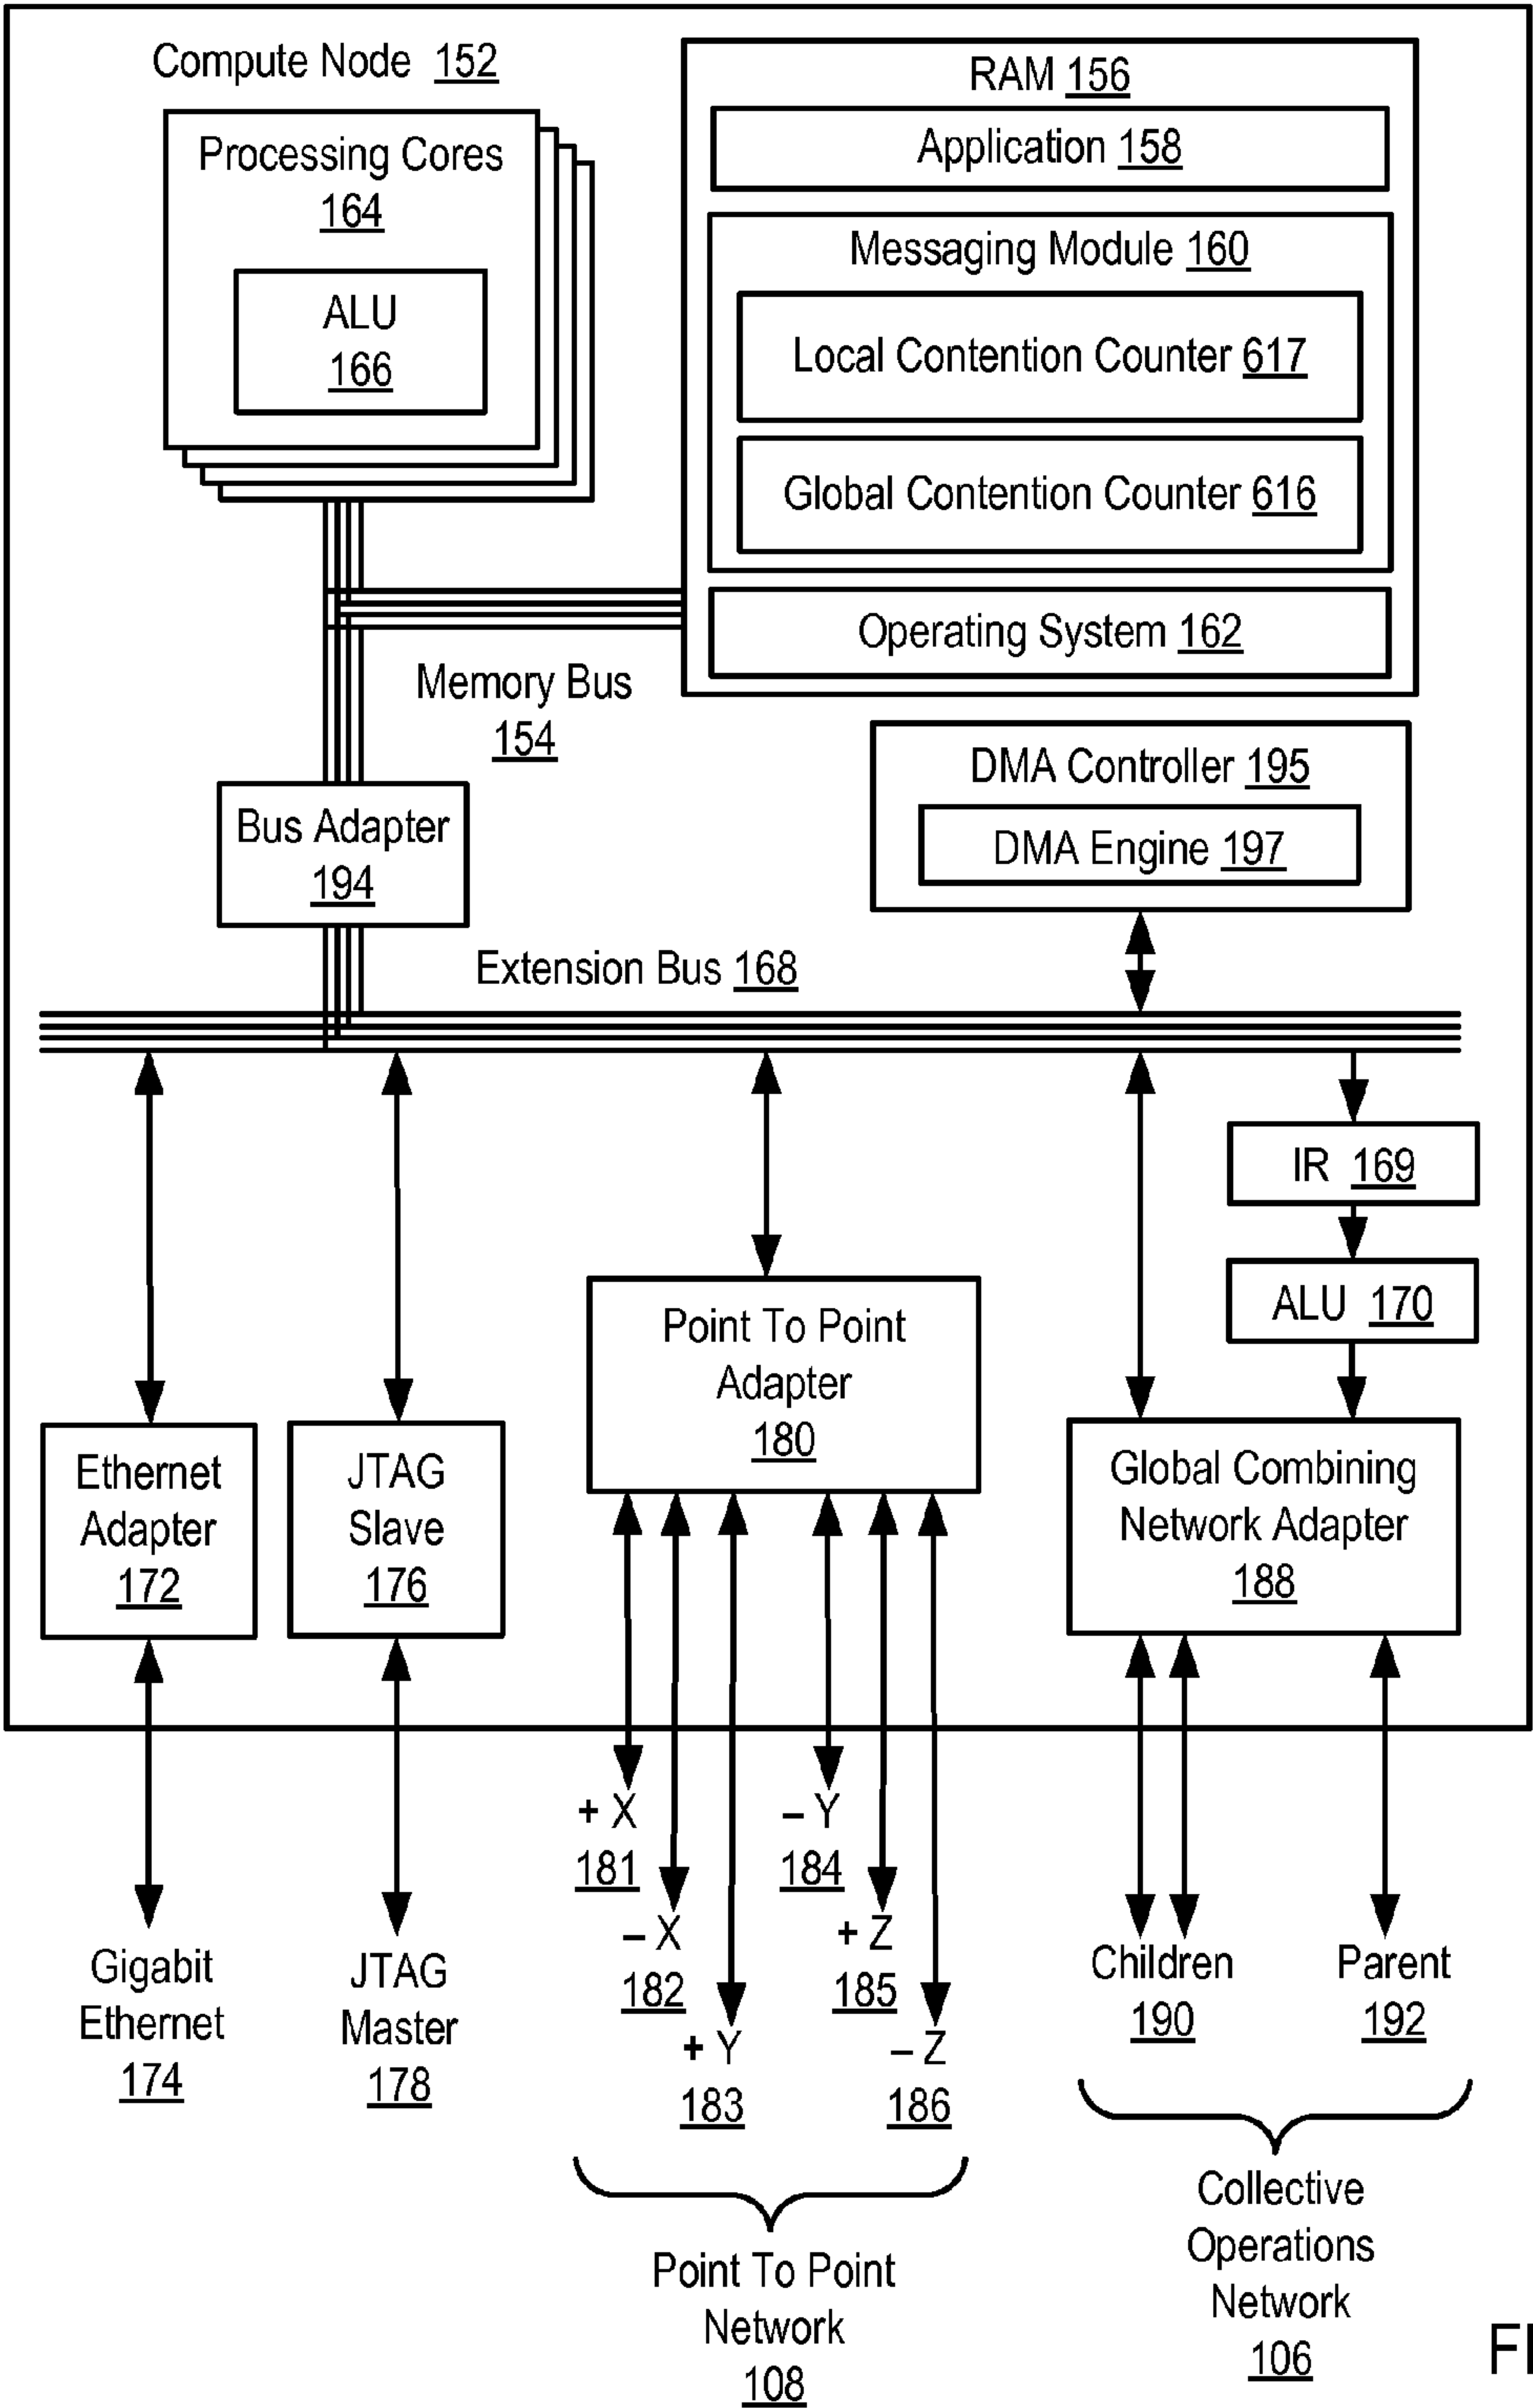 Compute Node 152
Processing Cores
164
ALU
166
RAM 156
Application 158
Messaging Module 160
Local Contention Counter 617
Global Contention Counter 616
Operating System 162
Memory Bus
154
DMA Controller 195
DMA Engine 197
Bus Adapter
194
Extension Bus 168
IR 169
ALU 170
Point To Point
Adapter
180
Ethernet
Adapter
172
JTAG
Slave
176
Global Combining
Network Adapter
188
+ X
181
– X
182
+ Y
183
– Y
184
+ Z
185
– Z
186
Gigabit
Ethernet
174
JTAG
Master
178
Children
190
Parent
192
Point To Point
Network
108
Collective
Operations
Network
106